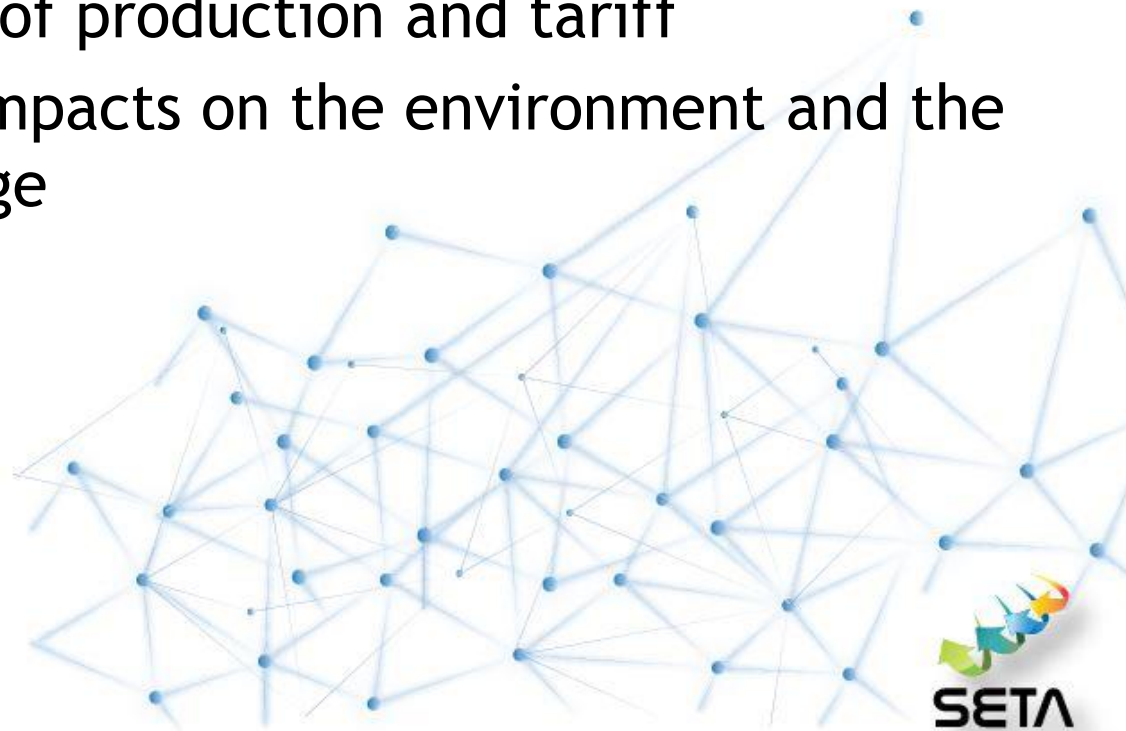 of production and tariff
mpacts on the environment and the
ge
SETA